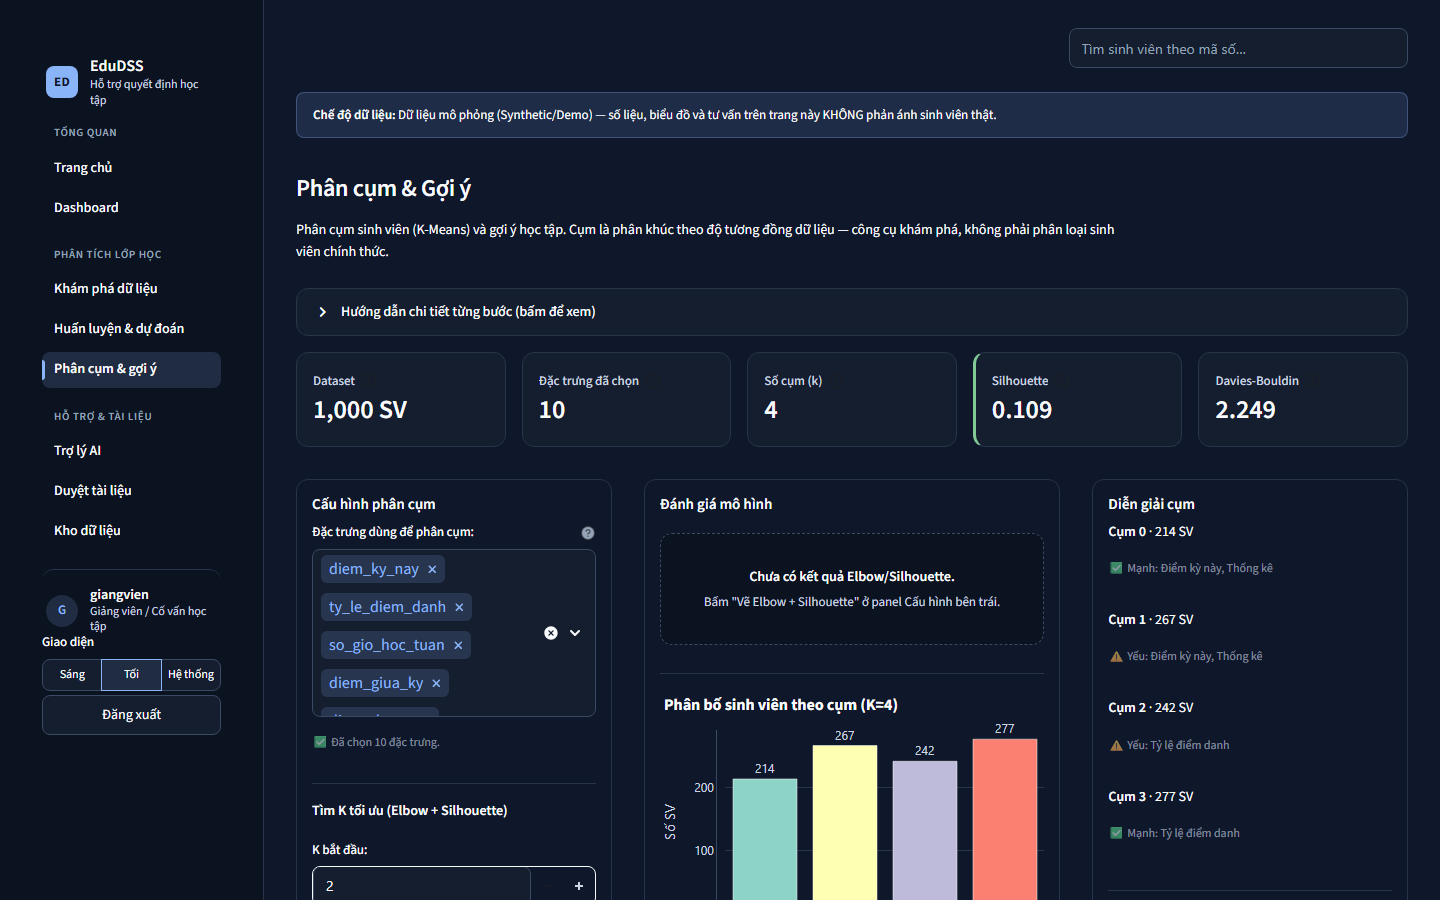 ED
EduDSS
Hỗ trợ quyết định học
tập
TỔNG QUAN
Trang chủ
Dashboard
PHÂN TÍCH LỚP HỌC
Khám phá dữ liệu
Huấn luyện & dự đoán
Phân cụm & gợi ý
HỖ TRỢ & TÀI LIỆU
Trợ lý AI
Duyệt tài liệu
Kho dữ liệu
G
giangvien
Giảng viên / Cố vấn học
tập
Giao diện
Sáng
Tối
Hệ thống
Đăng xuất
Tìm sinh viên theo mã số...
Chế độ dữ liệu: Dữ liệu mô phỏng (Synthetic/Demo) — số liệu, biểu đồ và tư vấn trên trang này KHÔNG phản ánh sinh viên thật.
Phân cụm & Gợi ý
Phân cụm sinh viên (K-Means) và gợi ý học tập. Cụm là phân khúc theo độ tương đồng dữ liệu — công cụ khám phá, không phải phân loại sinh
viên chính thức.
Hướng dẫn chi tiết từng bước (bấm để xem)
Dataset
1,000 SV
Đặc trưng đã chọn
10
Số cụm (k)
4
Silhouette
0.109
Davies-Bouldin
2.249
Cấu hình phân cụm
Đặc trưng dùng để phân cụm:
?
diem_ky_nay ×
ty_le_diem_danh ×
so_gio_hoc_tuan ×
diem_giua_ky ×
Đã chọn 10 đặc trưng.
Tìm K tối ưu (Elbow + Silhouette)
K bắt đầu:
2
+
Đánh giá mô hình
Chưa có kết quả Elbow/Silhouette.
Bấm "Vẽ Elbow + Silhouette" ở panel Cấu hình bên trái.
Phân bố sinh viên theo cụm (K=4)
Số SV
200
100
214
267
242
277
Diễn giải cụm
Cụm 0 · 214 SV
Mạnh: Điểm kỳ này, Thống kê
Cụm 1 · 267 SV
Yếu: Điểm kỳ này, Thống kê
Cụm 2 · 242 SV
Yếu: Tỷ lệ điểm danh
Cụm 3 · 277 SV
Mạnh: Tỷ lệ điểm danh